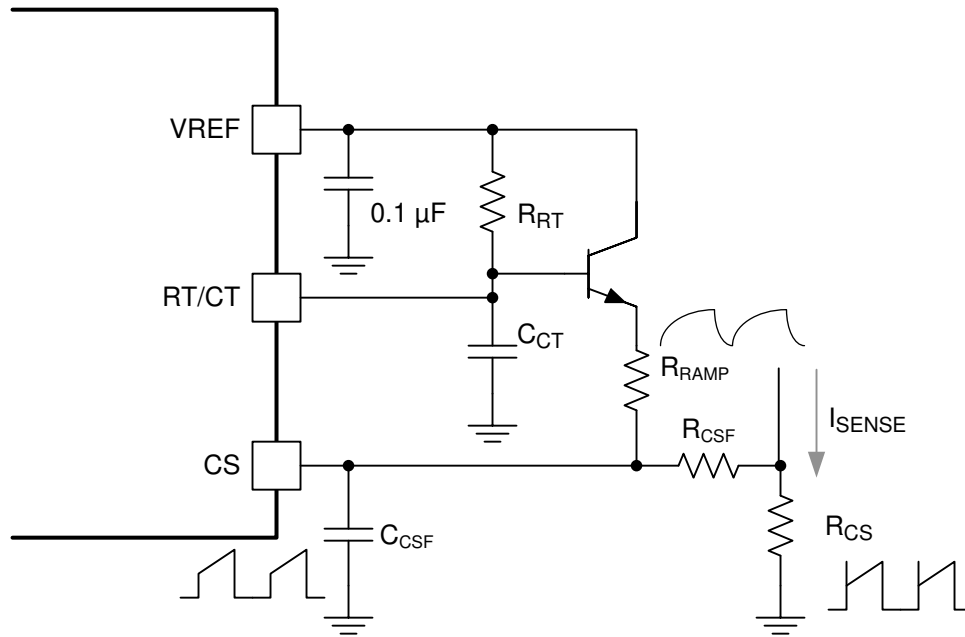 VREF
0.1 µF
RRT
RT/CT
CCT
RRAMP
ISENSE
RCSF
CS
CCSF
RCS